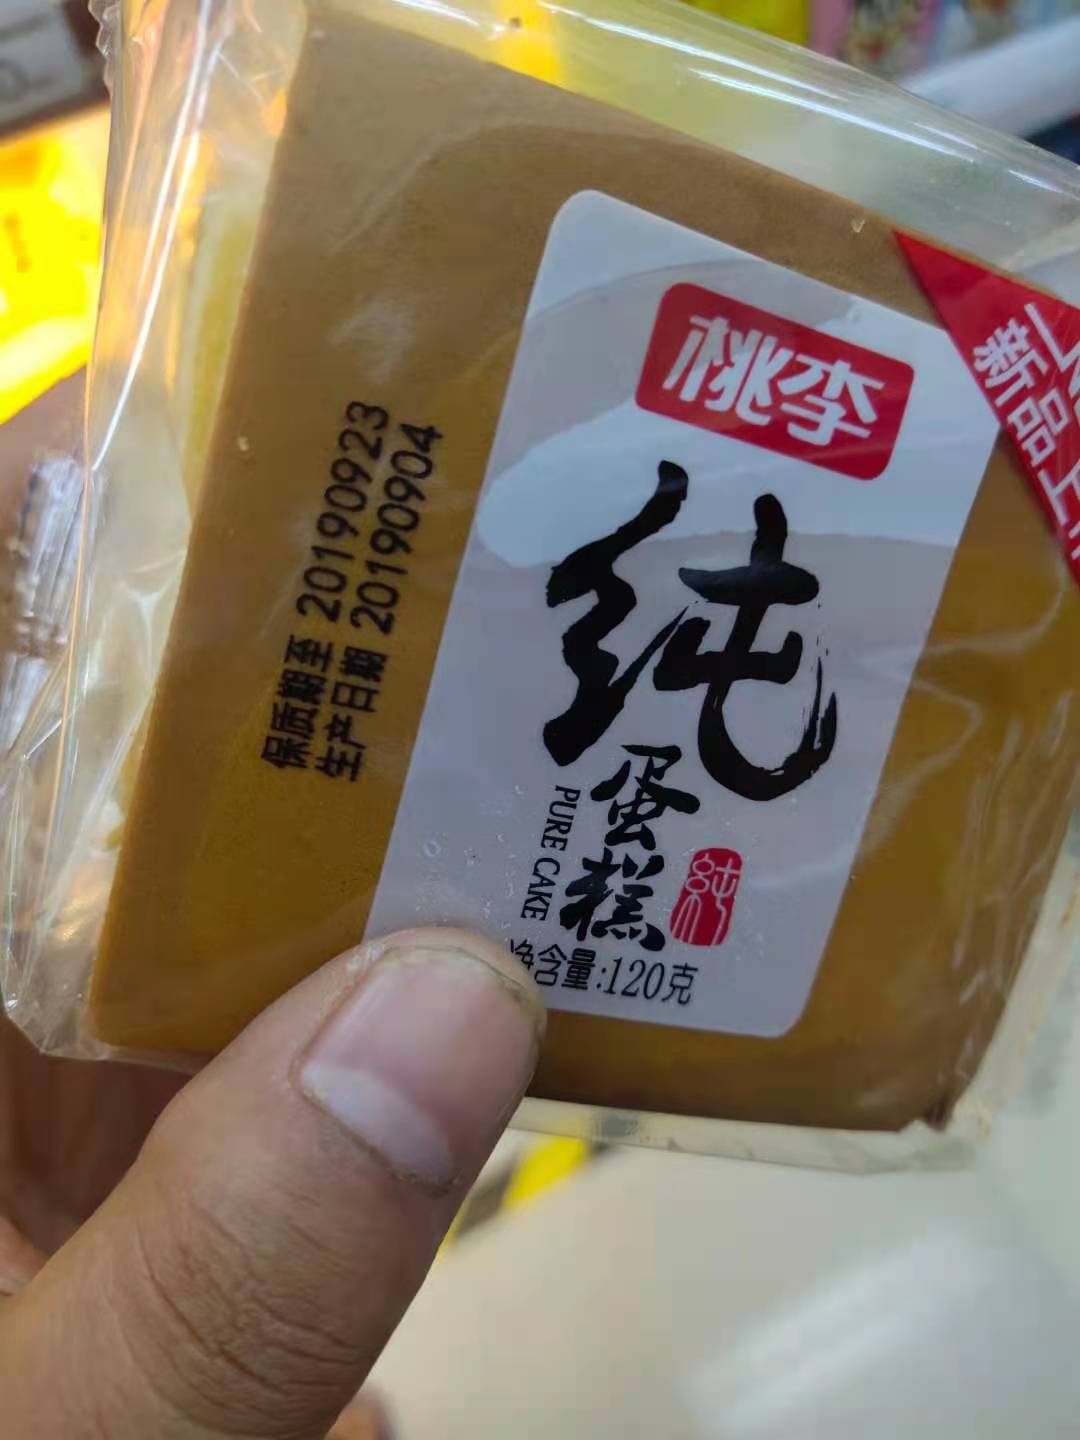 桃李
纯
蛋糕
PURE CAKE
純
净含量:120克
保质期至 20190923
生产日期 20190904
新品上